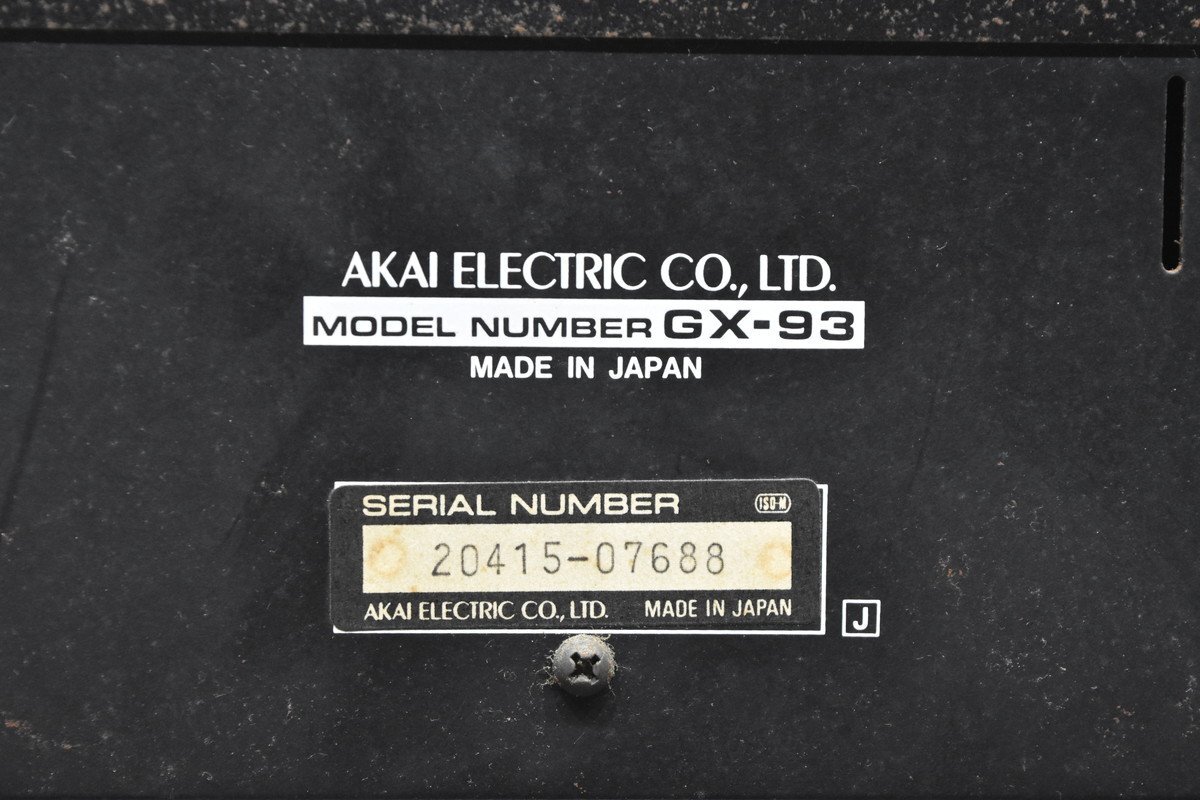 AKAI ELECTRIC CO., LTD.
MODEL NUMBER GX-93
MADE IN JAPAN
SERIAL NUMBER ISO-M
20415-07688
AKAI ELECTRIC CO., LTD. MADE IN JAPAN
J